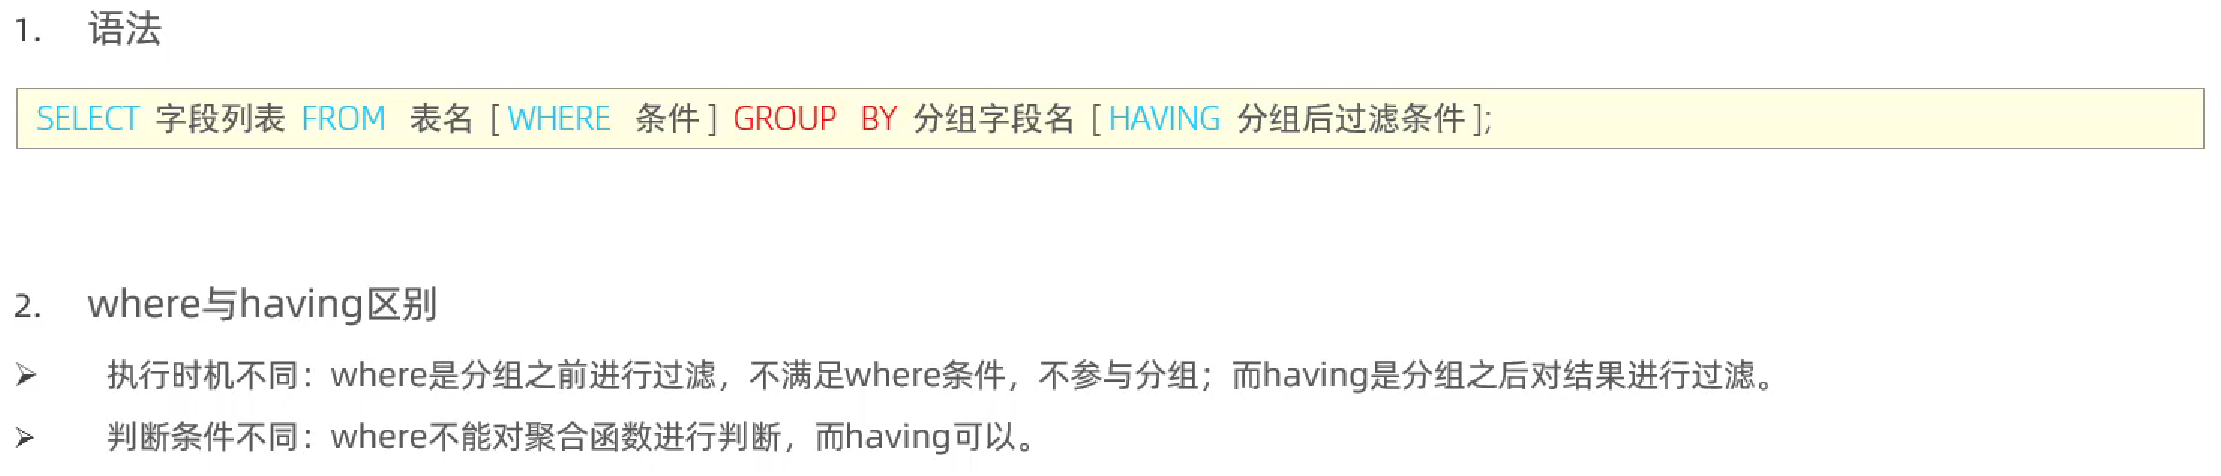 1. 语法
SELECT 字段列表 FROM 表名 [ WHERE 条件 ] GROUP BY 分组字段名 [ HAVING 分组后过滤条件 ];
2. where与having区别
➢ 执行时机不同：where是分组之前进行过滤，不满足where条件，不参与分组；而having是分组之后对结果进行过滤。
➢ 判断条件不同：where不能对聚合函数进行判断，而having可以。